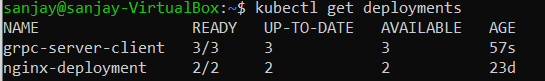 sanjay@sanjay-VirtualBox:~$ kubectl get deployments
NAME                 READY   UP-TO-DATE   AVAILABLE   AGE
grpc-server-client   3/3     3            3           57s
nginx-deployment     2/2     2            2           23d